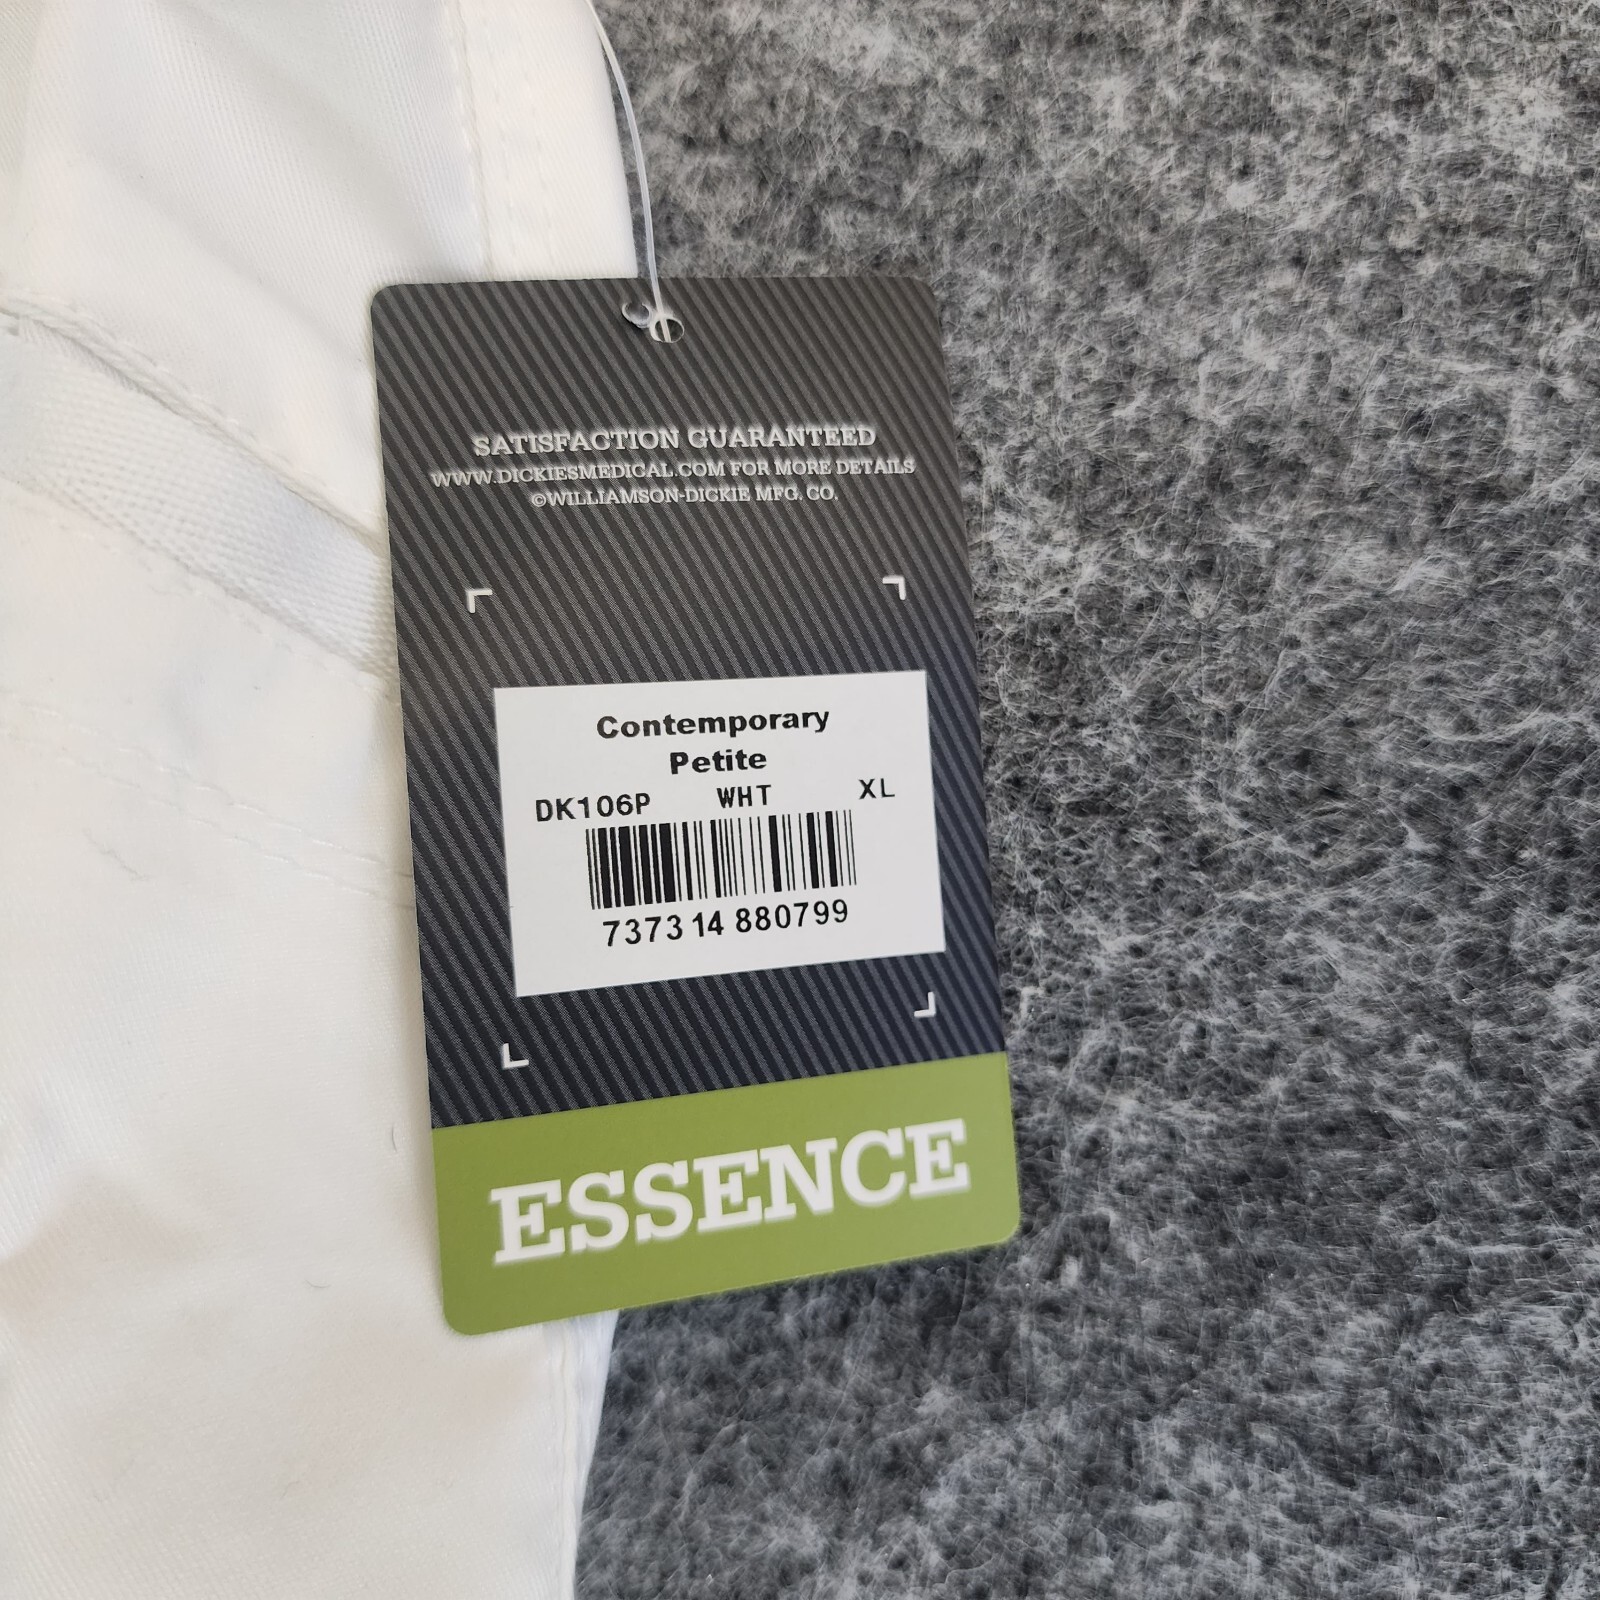 SATISFACTION GUARANTEED
WWW.DICKIESMEDICAL.COM FOR MORE DETAILS
©WILLIAMSON-DICKIE MFG. CO.
Contemporary
Petite
DK106P WHT XL
7373 14 880799
ESSENCE